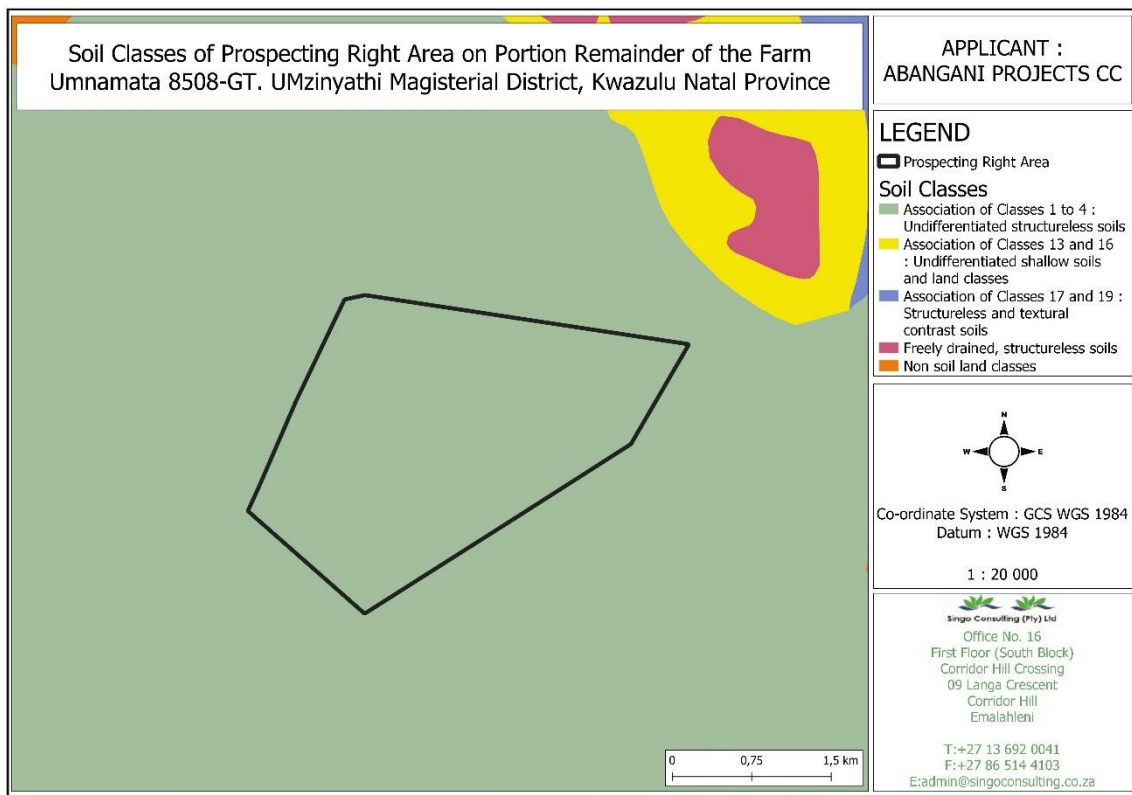 Soil Classes of Prospecting Right Area on Portion Remainder of the Farm
Umnamata 8508-GT. UMzinyathi Magisterial District, Kwazulu Natal Province
APPLICANT :
ABANGANI PROJECTS CC
LEGEND
Prospecting Right Area
Soil Classes
Association of Classes 1 to 4 :
Undifferentiated structureless soils
Association of Classes 13 and 16
: Undifferentiated shallow soils
and land classes
Association of Classes 17 and 19 :
Structureless and textural
contrast soils
Freely drained, structureless soils
Non soil land classes
N
W E
S
Co-ordinate System : GCS WGS 1984
Datum : WGS 1984
1 : 20 000
Singo Consulting (Pty) Ltd
Office No. 16
First Floor (South Block)
Corridor Hill Crossing
09 Langa Crescent
Corridor Hill
Emalahleni
T:+27 13 692 0041
F:+27 86 514 4103
E:admin@singoconsulting.co.za
0 0,75 1,5 km